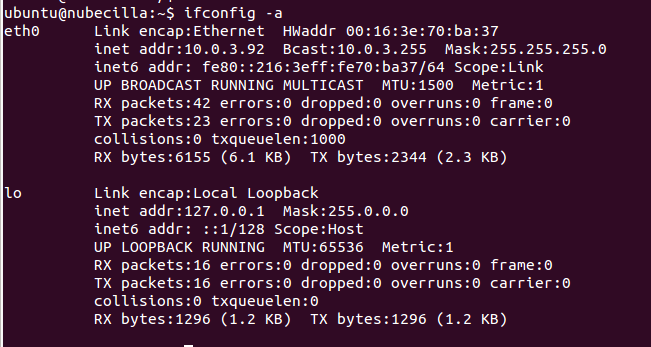 ubuntu@nubecilla:~$ ifconfig -a
eth0      Link encap:Ethernet  HWaddr 00:16:3e:70:ba:37
          inet addr:10.0.3.92  Bcast:10.0.3.255  Mask:255.255.255.0
          inet6 addr: fe80::216:3eff:fe70:ba37/64 Scope:Link
          UP BROADCAST RUNNING MULTICAST  MTU:1500  Metric:1
          RX packets:42 errors:0 dropped:0 overruns:0 frame:0
          TX packets:23 errors:0 dropped:0 overruns:0 carrier:0
          collisions:0 txqueuelen:1000
          RX bytes:6155 (6.1 KB)  TX bytes:2344 (2.3 KB)

lo        Link encap:Local Loopback
          inet addr:127.0.0.1  Mask:255.0.0.0
          inet6 addr: ::1/128 Scope:Host
          UP LOOPBACK RUNNING  MTU:65536  Metric:1
          RX packets:16 errors:0 dropped:0 overruns:0 frame:0
          TX packets:16 errors:0 dropped:0 overruns:0 carrier:0
          collisions:0 txqueuelen:0
          RX bytes:1296 (1.2 KB)  TX bytes:1296 (1.2 KB)